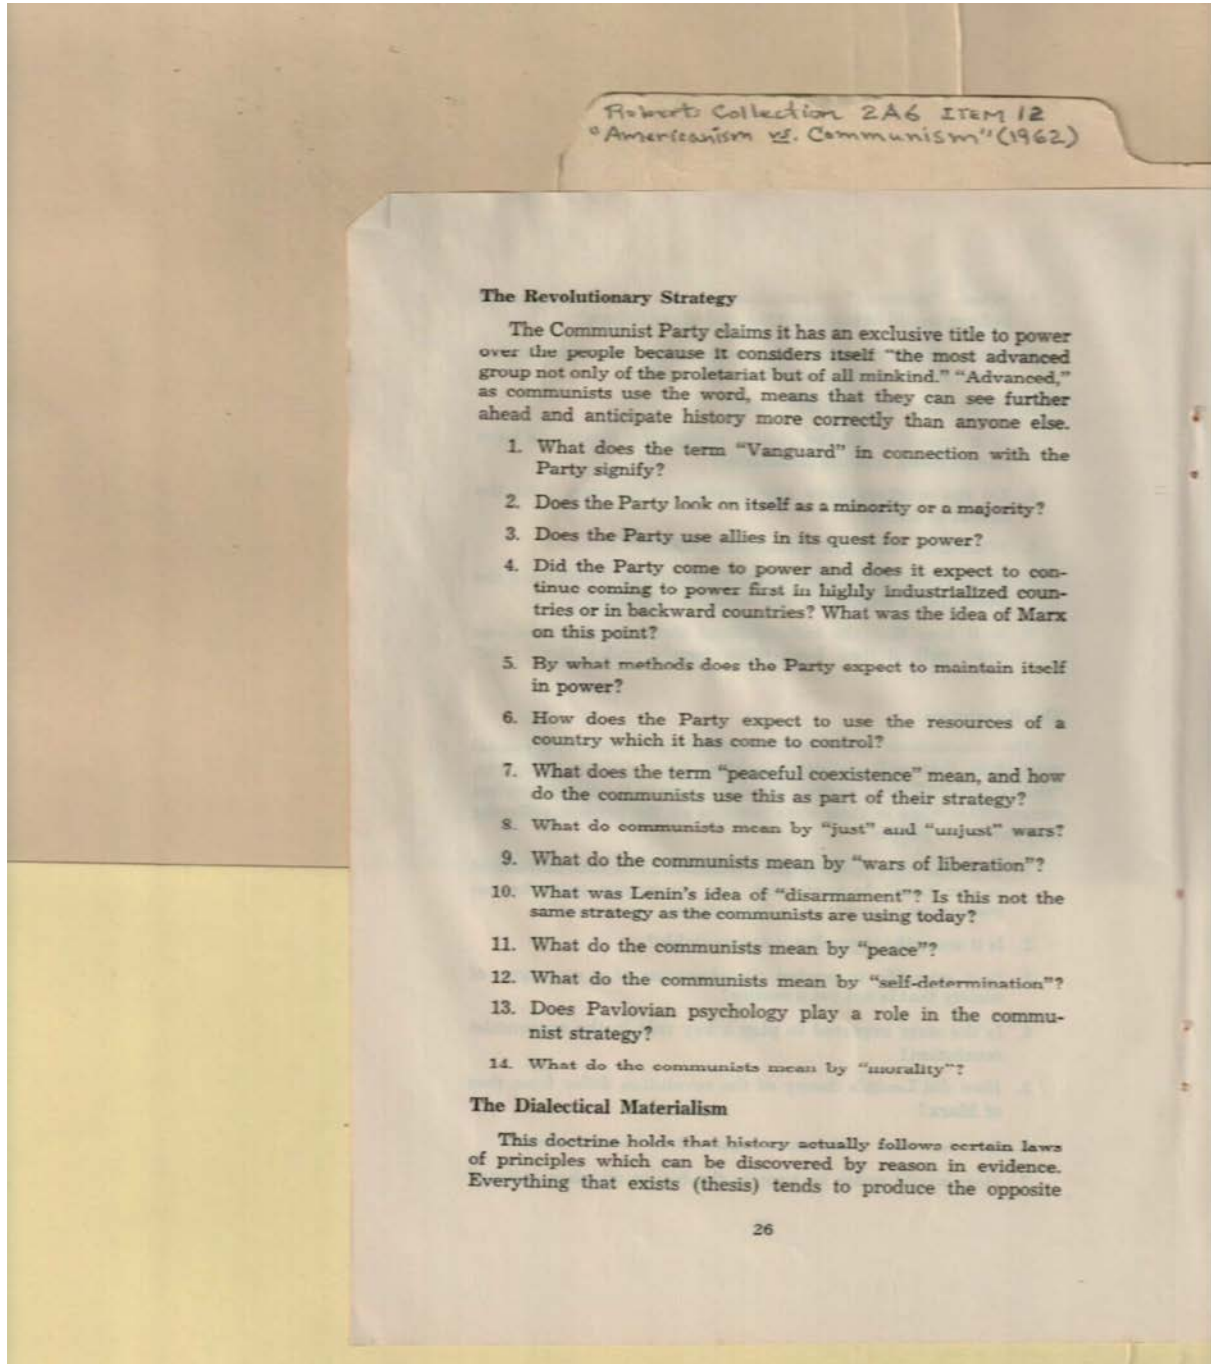 Roberts Collection 2A6 ITEM 12
"Americanism vs. Communism" (1962)
The Revolutionary Strategy
The Communist Party claims it has an exclusive title to power
over the people because it considers itself "the most advanced
group not only of the proletariat but of all minkind." "Advanced,"
as communists use the word, means that they can see further
ahead and anticipate history more correctly than anyone else.
1. What does the term "Vanguard" in connection with the
Party signify?
2. Does the Party look on itself as a minority or a majority?
3. Does the Party use allies in its quest for power?
4. Did the Party come to power and does it expect to con-
tinue coming to power first in highly industrialized coun-
tries or in backward countries? What was the idea of Marx
on this point?
5. By what methods does the Party expect to maintain itself
in power?
6. How does the Party expect to use the resources of a
country which it has come to control?
7. What does the term "peaceful coexistence" mean, and how
do the communists use this as part of their strategy?
8. What do communists mean by "just" and "unjust" wars?
9. What do the communists mean by "wars of liberation"?
10. What was Lenin's idea of "disarmament"? Is this not the
same strategy as the communists are using today?
11. What do the communists mean by "peace"?
12. What do the communists mean by "self-determination"?
13. Does Pavlovian psychology play a role in the commu-
nist strategy?
14. What do the communists mean by "morality"?
The Dialectical Materialism
This doctrine holds that history actually follows certain laws
of principles which can be discovered by reason in evidence.
Everything that exists (thesis) tends to produce the opposite
26